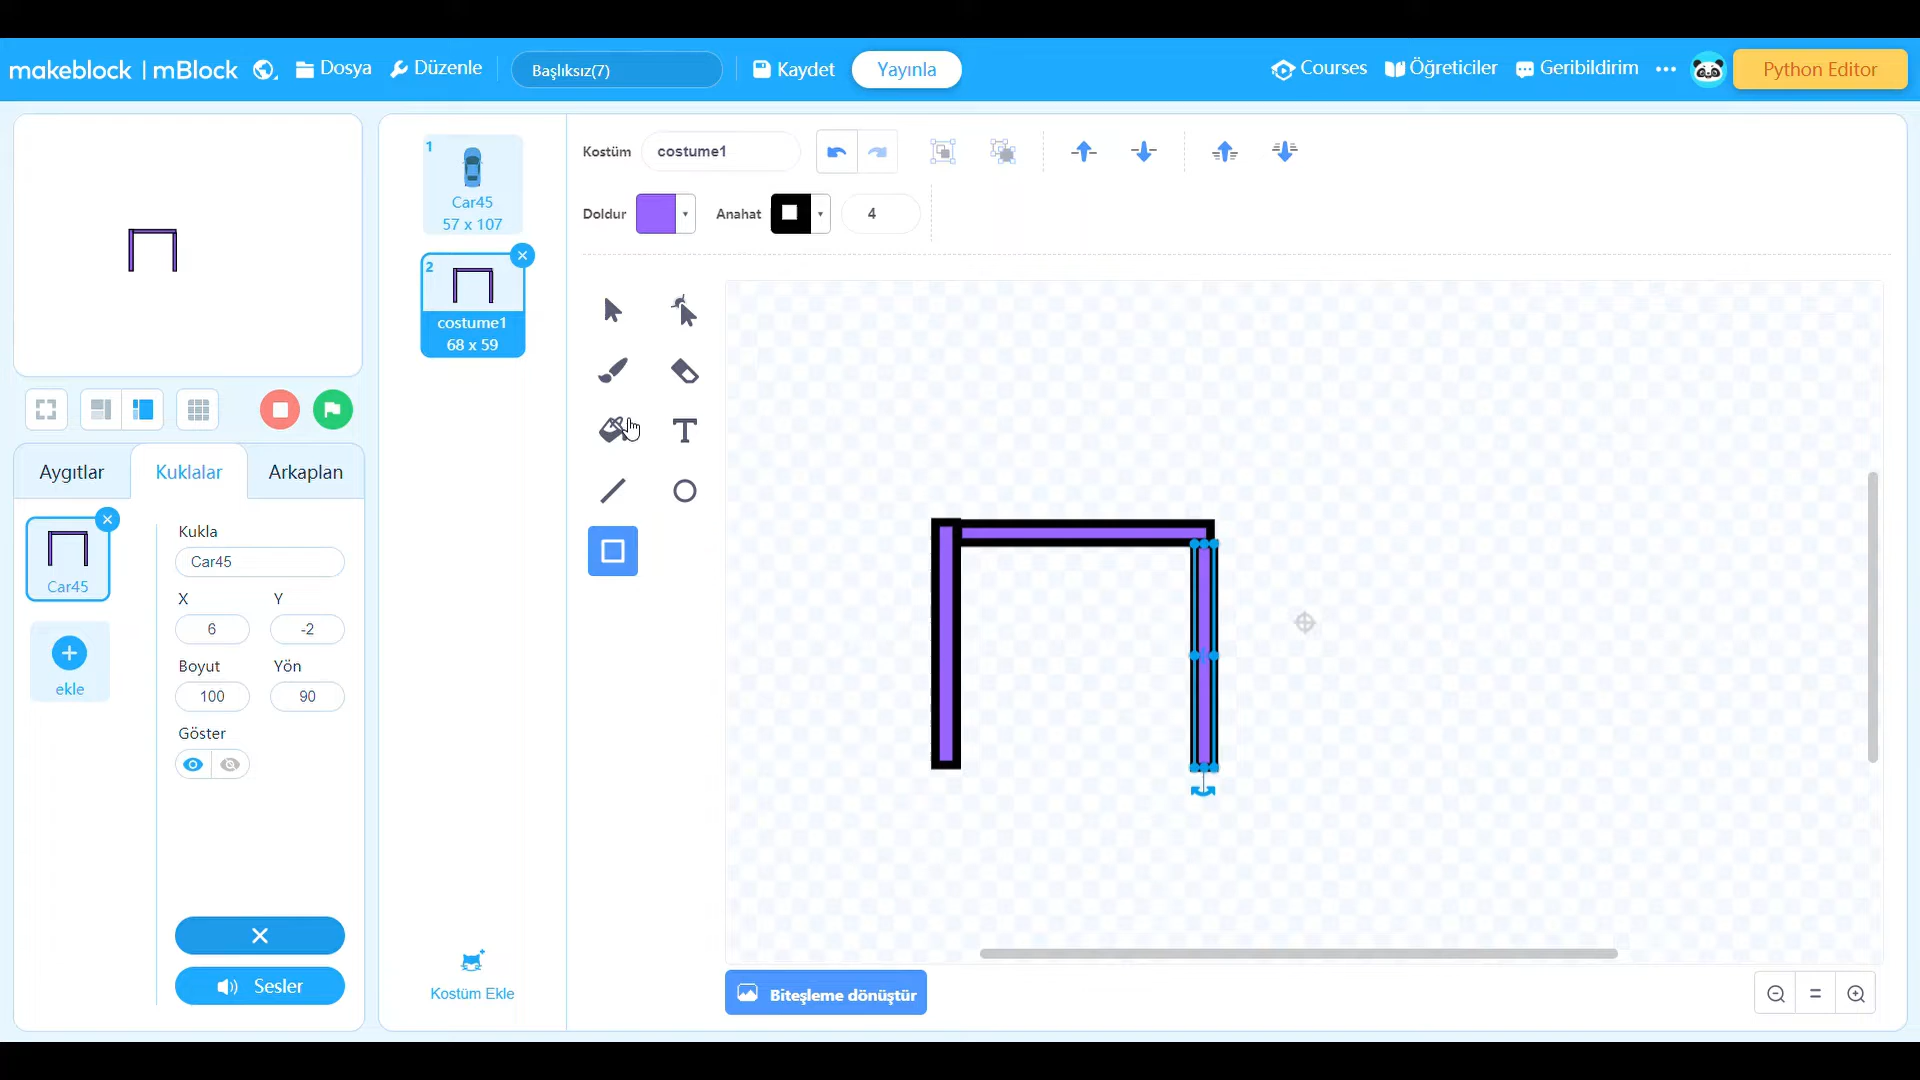 makeblock | mBlock
Dosya
Düzenle
Başlıksız(7)
Kaydet
Yayınla
Courses
Öğreticiler
Geribildirim
Python Editor
1
Car45
57 x 107
2
costume1
68 x 59
Kostüm
costume1
Doldur
Anahat
4
Aygıtlar
Kuklalar
Arkaplan
Car45
ekle
Kukla
Car45
X
Y
6
-2
Boyut
Yön
100
90
Göster
Sesler
Kostüm Ekle
Biteşleme dönüştür